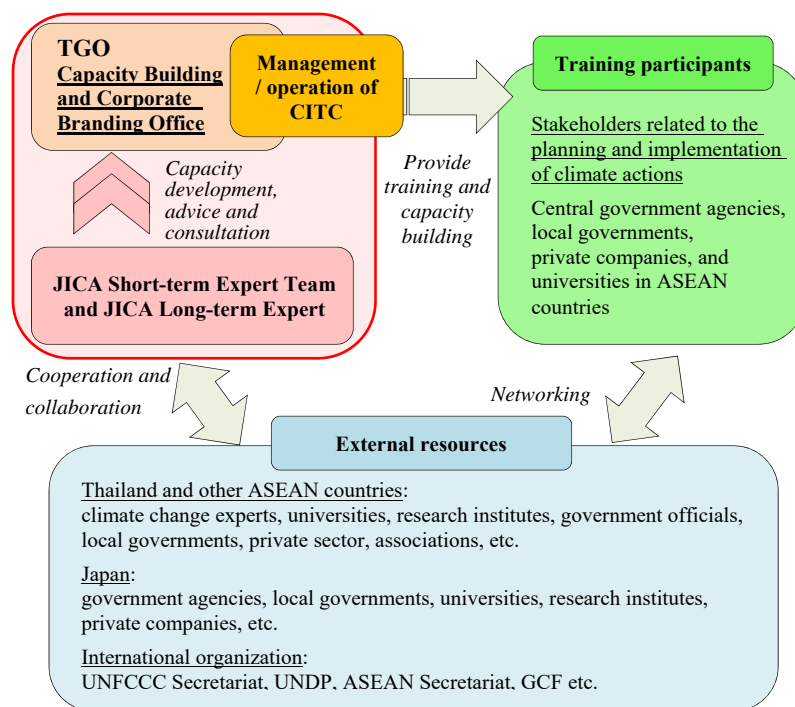 TGO
Capacity Building
and Corporate
Branding Office
Management
/ operation of
CITC
Capacity
development,
advice and
consultation
JICA Short-term Expert Team
and JICA Long-term Expert
Provide
training and
capacity
building
Training participants
Stakeholders related to the
planning and implementation
of climate actions
Central government agencies,
local governments,
private companies, and
universities in ASEAN
countries
Cooperation and
collaboration
Networking
External resources
Thailand and other ASEAN countries:
climate change experts, universities, research institutes, government officials,
local governments, private sector, associations, etc.
Japan:
government agencies, local governments, universities, research institutes,
private companies, etc.
International organization:
UNFCCC Secretariat, UNDP, ASEAN Secretariat, GCF etc.